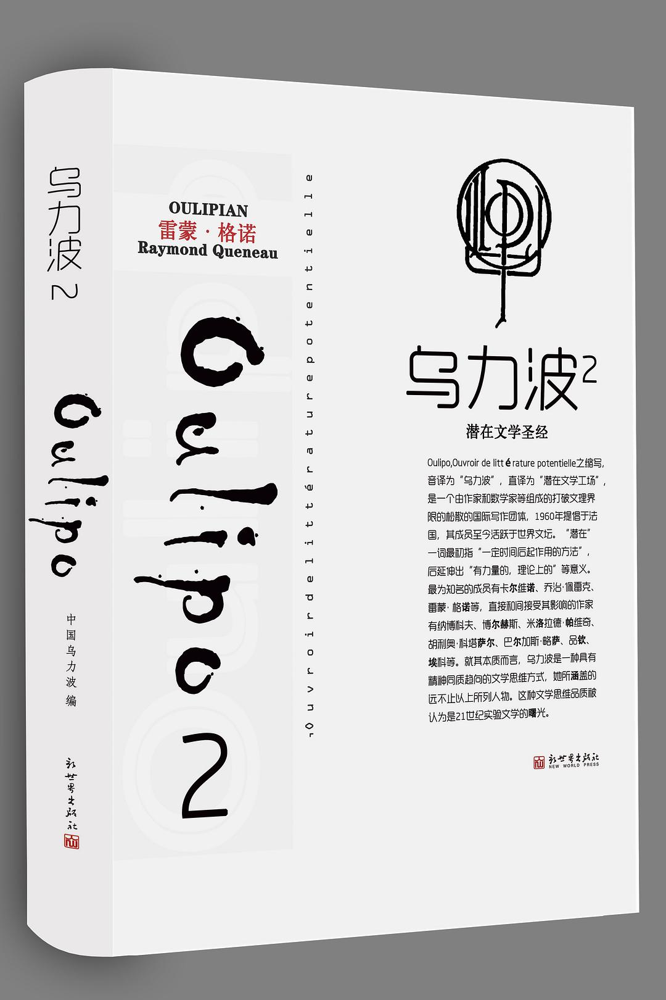 乌力波2
Oulipo
中国乌力波 编
新世界出版社
OULIPIAN
雷蒙·格诺
Raymond Queneau
Oulipo 2
Ouvroirdelittératurepotentielle
乌力波2
潜在文学圣经
Oulipo,Ouvroir de littérature potentielle之缩写,
音译为“乌力波”，直译为“潜在文学工场”，
是一个由作家和数学家等组成的打破文理界
限的松散的国际写作团体，1960年提倡于法
国，其成员至今活跃于世界文坛。“潜在”
一词最初指“一定时间后起作用的方法”，
后延伸出“有力量的，理论上的”等意义。
最为知名的成员有卡尔维诺、乔治·佩雷克、
雷蒙·格诺等，直接和间接受其影响的作家
有纳博科夫、博尔赫斯、米洛拉德·帕维奇、
胡利奥·科塔萨尔、巴尔加斯·略萨、品钦、
埃科等。就其本质而言，乌力波是一种具有
精神同质趋向的文学思维方式，她所涵盖的
远不止以上所列人物。这种文学思维品质被
认为是21世纪实验文学的曙光。
新世界出版社
NEW WORLD PRESS